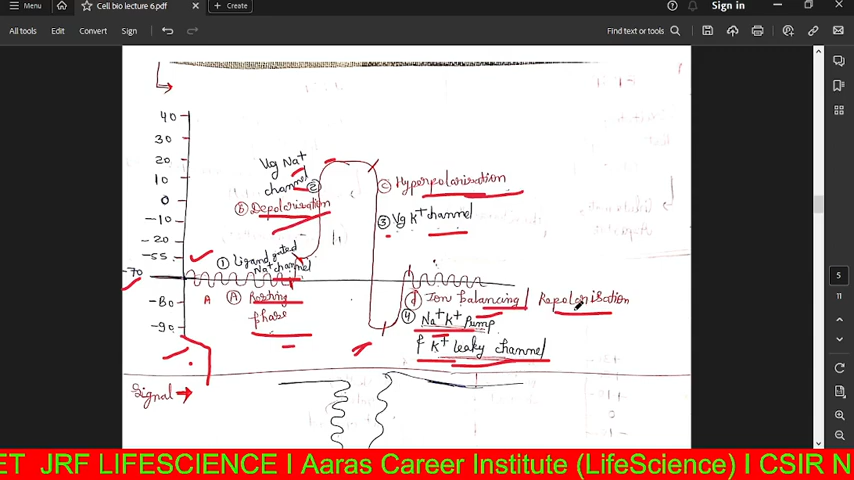 Menu
Cell bio lecture 6.pdf
Create
Sign in
All tools
Edit
Convert
Sign
Find text or tools
40
30
20
10
0
-10
-20
-55
-70
-80
-90
Vg Na+
channel
2
b Depolarisation
1 ligand gated
Na+ channel
A
A Resting
phase
c Hyperpolarisation
3 Vg K+ channel
d Ion balancing / Repolarisation
4 Na+ K+ Pump
K+ leaky channel
Signal →
5
11
ET JRF LIFESCIENCE I Aaras Career Institute (LifeScience) I CSIR N